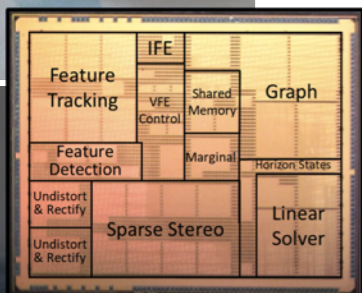 IFE
Feature
Tracking
VFE
Control
Shared
Memory
Graph
Feature
Detection
Marginal
Horizon States
Undistort
& Rectify
Undistort
& Rectify
Sparse Stereo
Linear
Solver